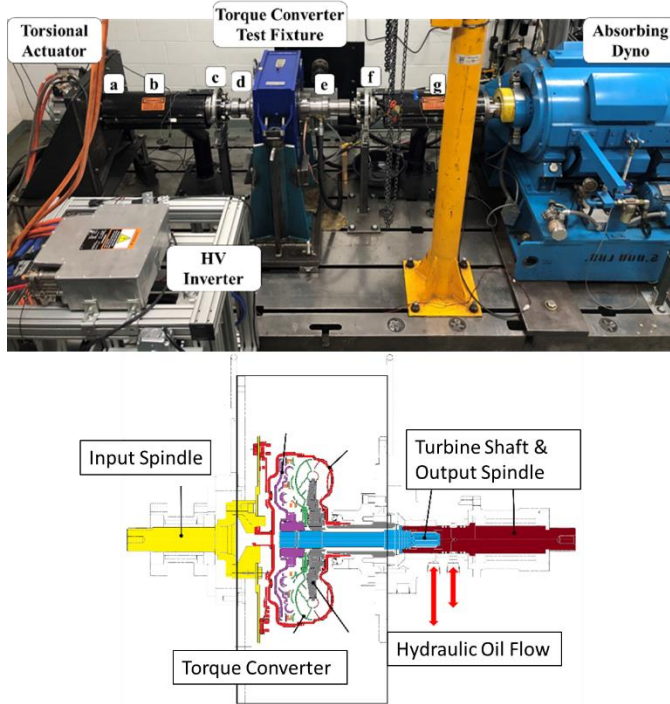 Torsional
Actuator
Torque Converter
Test Fixture
Absorbing
Dyno
a
b
c
d
e
f
g
HV
Inverter
Input Spindle
Turbine Shaft &
Output Spindle
Torque Converter
Hydraulic Oil Flow